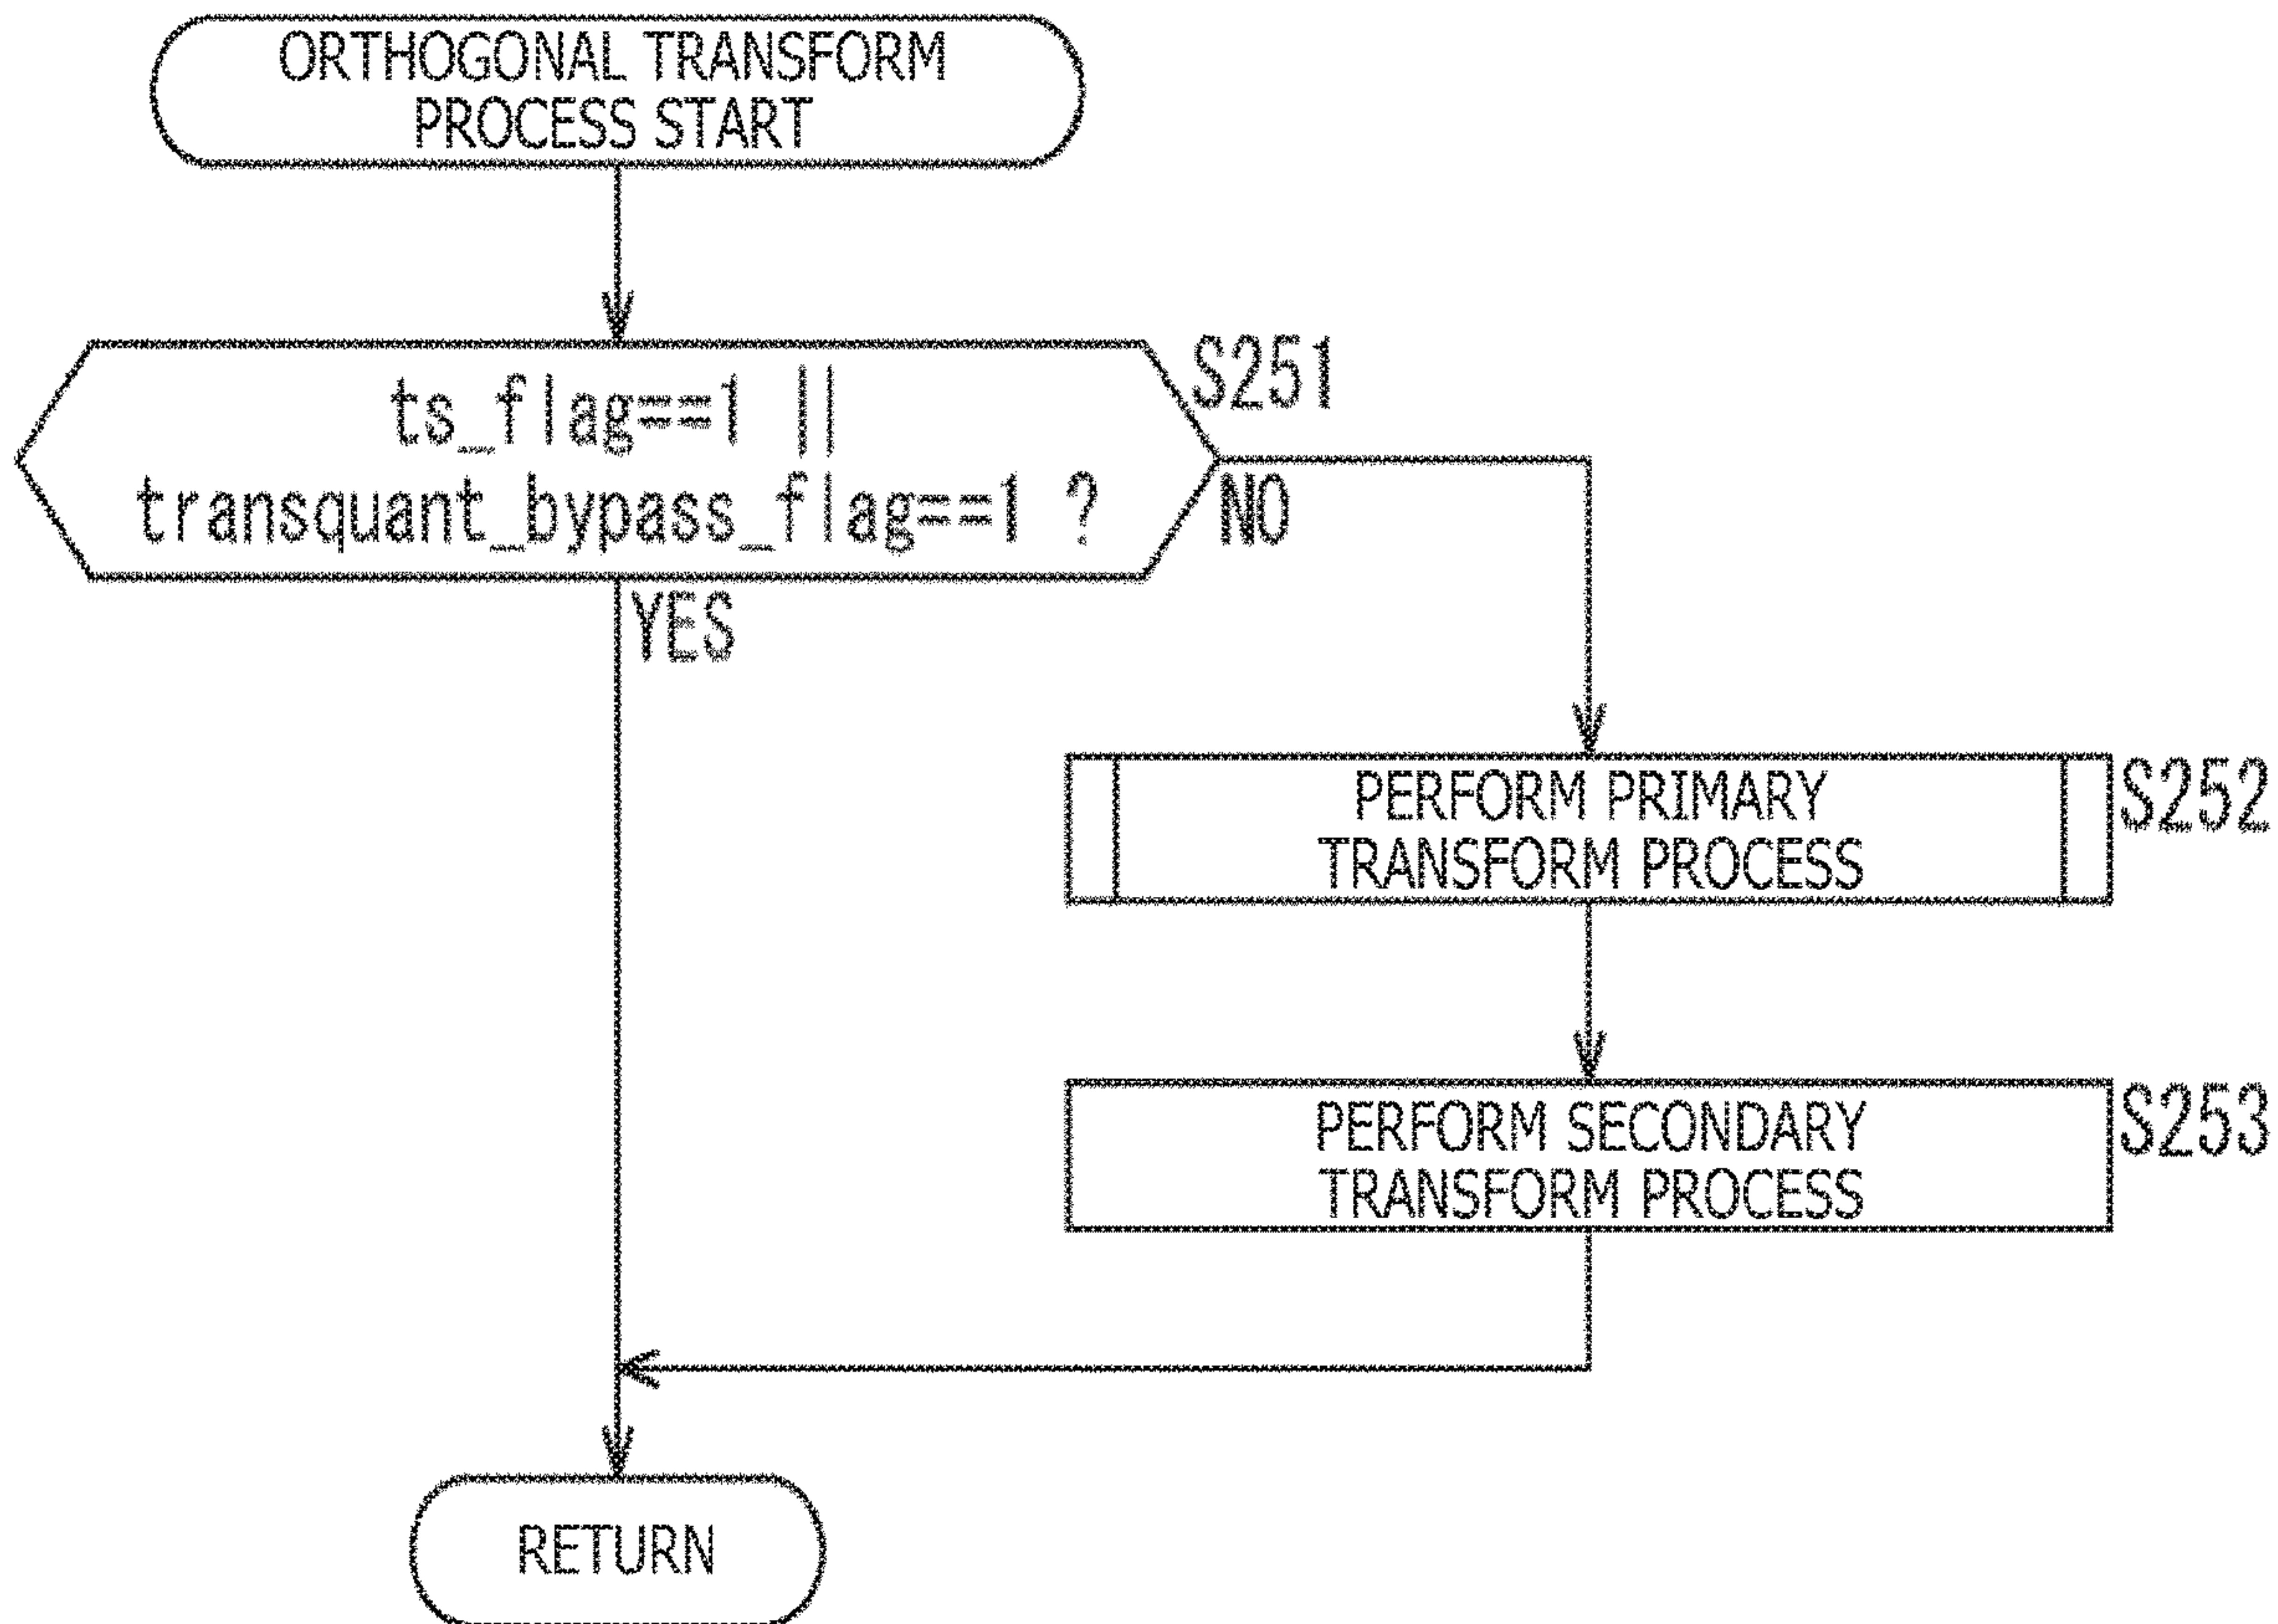 ORTHOGONAL TRANSFORM
PROCESS START
S251
ts_flag==1 ||
transquant_bypass_flag==1 ?
NO
YES
PERFORM PRIMARY
TRANSFORM PROCESS
S252
PERFORM SECONDARY
TRANSFORM PROCESS
S253
RETURN